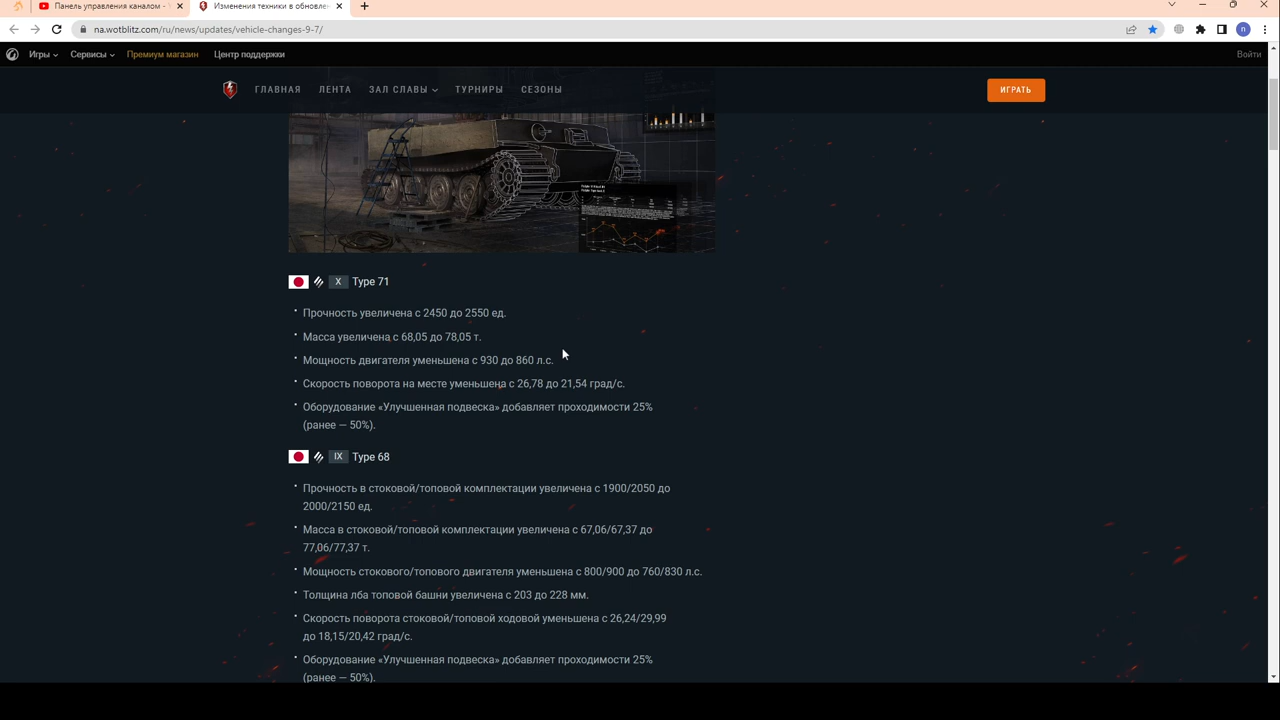 Панель управления каналом -
Изменения техники в обновлен
na.wotblitz.com/ru/news/updates/vehicle-changes-9-7/
n
Игры
Сервисы
Премиум магазин
Центр поддержки
Войти
ГЛАВНАЯ
ЛЕНТА
ЗАЛ СЛАВЫ
ТУРНИРЫ
СЕЗОНЫ
ИГРАТЬ
X Type 71
Прочность увеличена с 2450 до 2550 ед.
Масса увеличена с 68,05 до 78,05 т.
Мощность двигателя уменьшена с 930 до 860 л.с.
Скорость поворота на месте уменьшена с 26,78 до 21,54 град/с.
Оборудование «Улучшенная подвеска» добавляет проходимости 25%
(ранее — 50%).
IX Type 68
Прочность в стоковой/топовой комплектации увеличена с 1900/2050 до
2000/2150 ед.
Масса в стоковой/топовой комплектации увеличена с 67,06/67,37 до
77,06/77,37 т.
Мощность стокового/топового двигателя уменьшена с 800/900 до 760/830 л.с.
Толщина лба топовой башни увеличена с 203 до 228 мм.
Скорость поворота стоковой/топовой ходовой уменьшена с 26,24/29,99
до 18,15/20,42 град/с.
Оборудование «Улучшенная подвеска» добавляет проходимости 25%
(ранее — 50%).